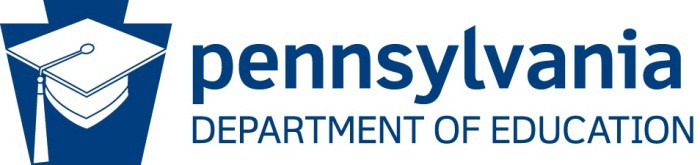 pennsylvania
DEPARTMENT OF EDUCATION